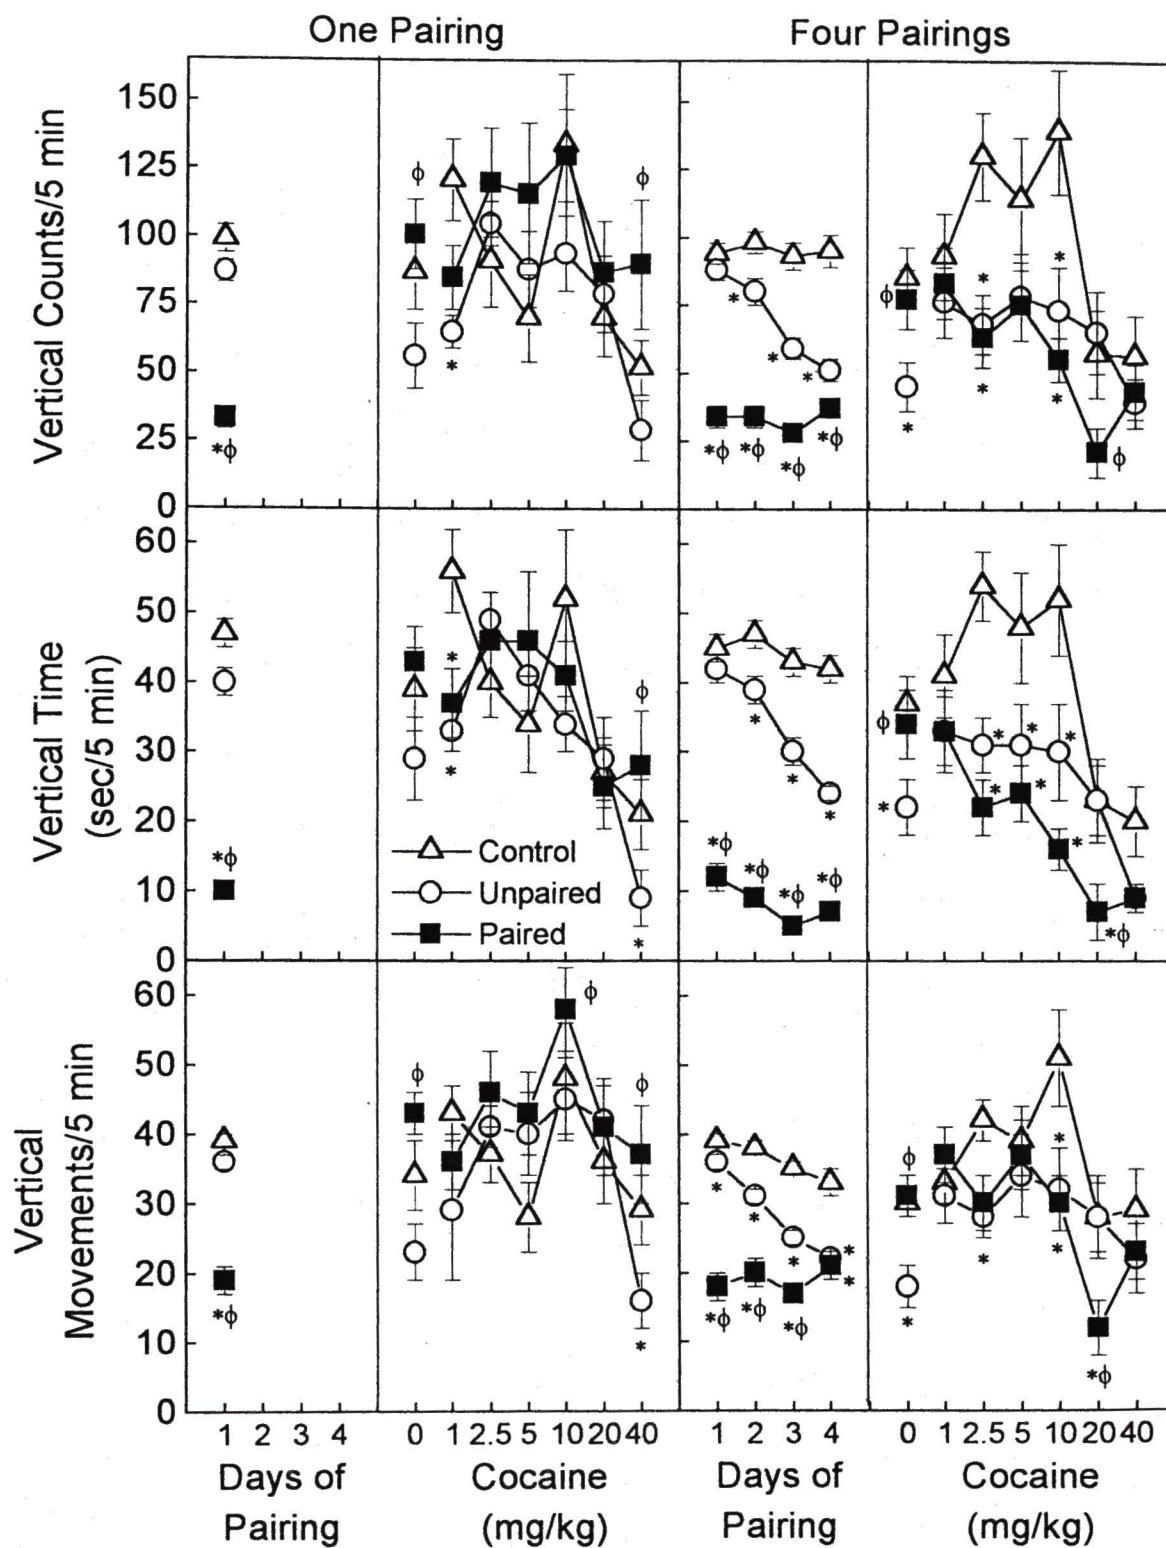 One Pairing Four Pairings
Vertical Counts/5 min
150
125
100
75
50
25
0
ϕ ϕ
*
*ϕ
* * *
*ϕ *ϕ *ϕ *ϕ
ϕ * *
* * * ϕ
Vertical Time
(sec/5 min)
60
50
40
30
20
10
0
*ϕ
* ϕ
* *
Control
Unpaired
Paired
* * *
*ϕ *ϕ *ϕ *ϕ
ϕ * * *
* * * *
*ϕ
Vertical
Movements/5 min
60
50
40
30
20
10
0
*ϕ
ϕ ϕ ϕ
*
* * * *
*ϕ *ϕ *ϕ *
ϕ *
* * *
*ϕ
1 2 3 4 0 1 2.5 5 10 20 40 1 2 3 4 0 1 2.5 5 10 20 40
Days of Cocaine Days of Cocaine
Pairing (mg/kg) Pairing (mg/kg)